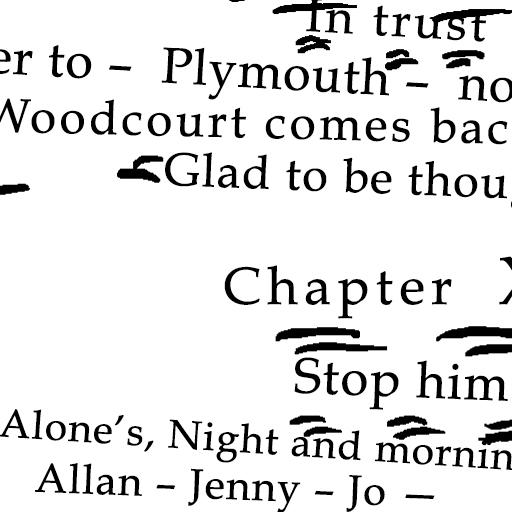 In trust
er to – Plymouth – no
Woodcourt comes bac
Glad to be thou
Chapter
Stop him
Alone's, Night and mornin
Allan – Jenny – Jo —